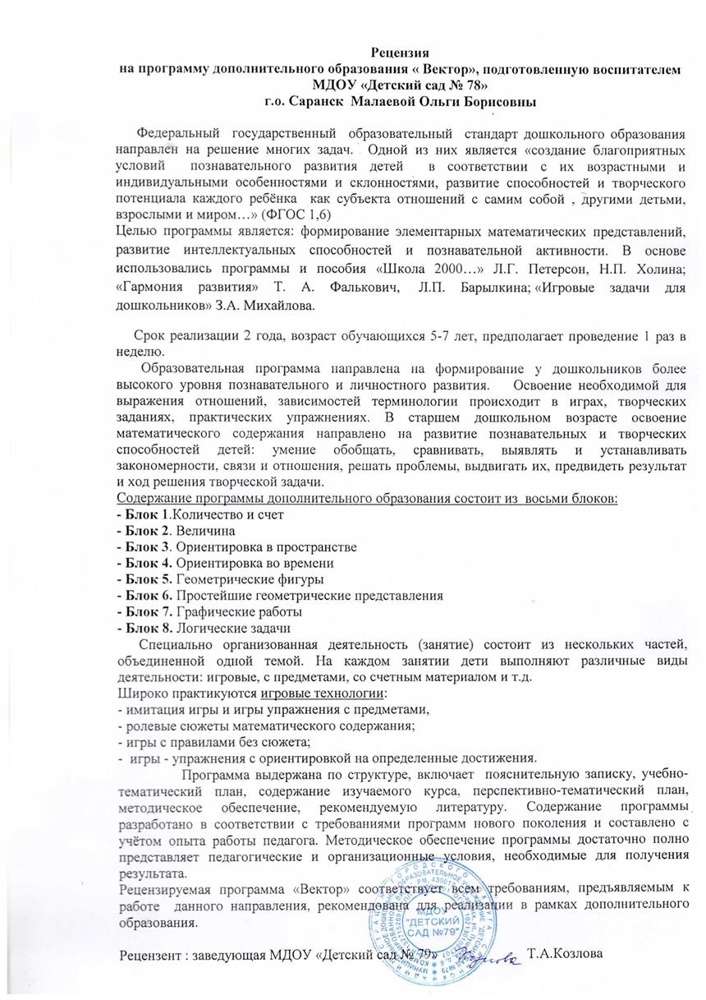 Рецензия
на программу дополнительного образования « Вектор», подготовленную воспитателем
МДОУ «Детский сад № 78»
г.о. Саранск Малаевой Ольги Борисовны
Федеральный государственный образовательный стандарт дошкольного образования
направлен на решение многих задач. Одной из них является «создание благоприятных
условий познавательного развития детей в соответствии с их возрастными и
индивидуальными особенностями и склонностями, развитие способностей и творческого
потенциала каждого ребёнка как субъекта отношений с самим собой , другими детьми,
взрослыми и миром…» (ФГОС 1,6)
Целью программы является: формирование элементарных математических представлений,
развитие интеллектуальных способностей и познавательной активности. В основе
использовались программы и пособия «Школа 2000…» Л.Г. Петерсон, Н.П. Холина;
«Гармония развития» Т. А. Фалькович, Л.П. Барылкина; «Игровые задачи для
дошкольников» З.А. Михайлова.
Срок реализации 2 года, возраст обучающихся 5-7 лет, предполагает проведение 1 раз в
неделю.
Образовательная программа направлена на формирование у дошкольников более
высокого уровня познавательного и личностного развития. Освоение необходимой для
выражения отношений, зависимостей терминологии происходит в играх, творческих
заданиях, практических упражнениях. В старшем дошкольном возрасте освоение
математического содержания направлено на развитие познавательных и творческих
способностей детей: умение обобщать, сравнивать, выявлять и устанавливать
закономерности, связи и отношения, решать проблемы, выдвигать их, предвидеть результат
и ход решения творческой задачи.
Содержание программы дополнительного образования состоит из восьми блоков:
- Блок 1.Количество и счет
- Блок 2. Величина
- Блок 3. Ориентировка в пространстве
- Блок 4. Ориентировка во времени
- Блок 5. Геометрические фигуры
- Блок 6. Простейшие геометрические представления
- Блок 7. Графические работы
- Блок 8. Логические задачи
Специально организованная деятельность (занятие) состоит из нескольких частей,
объединенной одной темой. На каждом занятии дети выполняют различные виды
деятельности: игровые, с предметами, со счетным материалом и т.д.
Широко практикуются игровые технологии:
- имитация игры и игры упражнения с предметами,
- ролевые сюжеты математического содержания;
- игры с правилами без сюжета;
- игры - упражнения с ориентировкой на определенные достижения.
Программа выдержана по структуре, включает пояснительную записку, учебно-
тематический план, содержание изучаемого курса, перспективно-тематический план,
методическое обеспечение, рекомендуемую литературу. Содержание программы
разработано в соответствии с требованиями программ нового поколения и составлено с
учётом опыта работы педагога. Методическое обеспечение программы достаточно полно
представляет педагогические и организационные условия, необходимые для получения
результата.
Рецензируемая программа «Вектор» соответствует всем требованиям, предъявляемым к
работе данного направления, рекомендована для реализации в рамках дополнительного
образования.
МДОУ
"ДЕТСКИЙ
САД №79"
Рецензент : заведующая МДОУ «Детский сад № 79» Т.А.Козлова